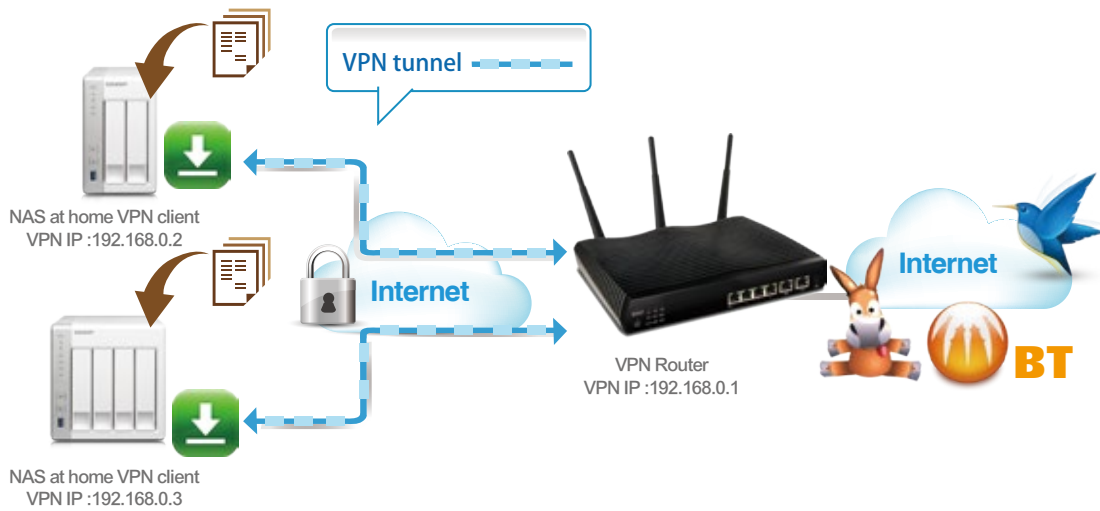 VPN tunnel
NAS at home VPN client
VPN IP :192.168.0.2
Internet
Internet
VPN Router
VPN IP :192.168.0.1
BT
NAS at home VPN client
VPN IP :192.168.0.3